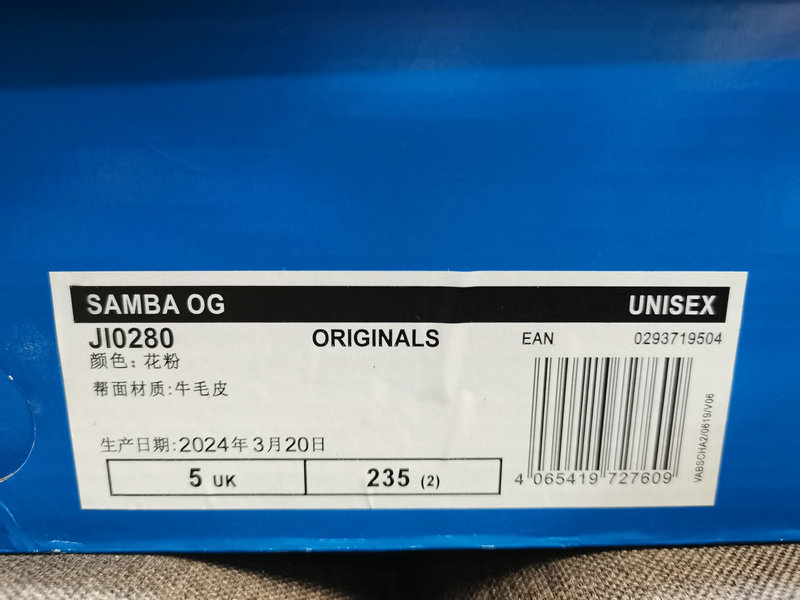 SAMBA OG UNISEX
JI0280 ORIGINALS EAN 0293719504
颜色：花粉
帮面材质:牛毛皮
生产日期:2024年3月20日
5 UK 235 (2)
4 065419 727609
VABSCHA2/0619/V06